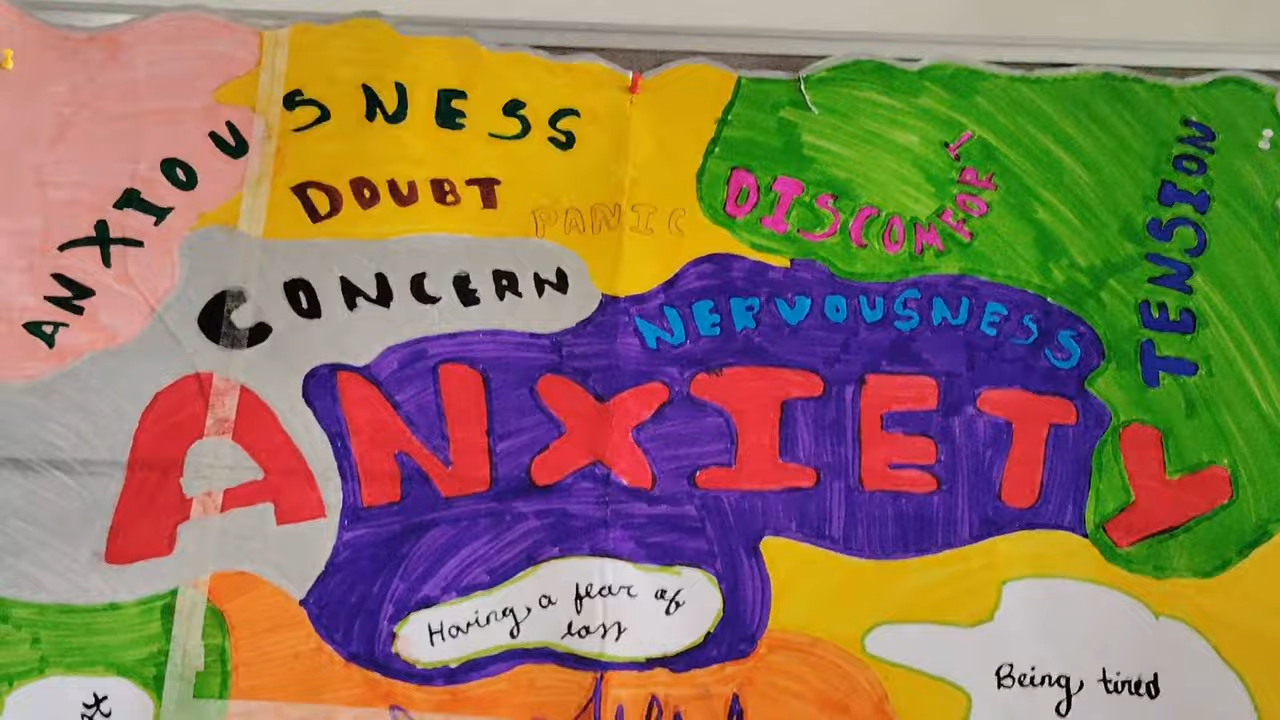 ANXIOUSNESS
DOUBT
PANIC
DISCOMFORT
TENSION
CONCERN
NERVOUSNESS
ANXIETY
Having a fear of
loss
Being tired